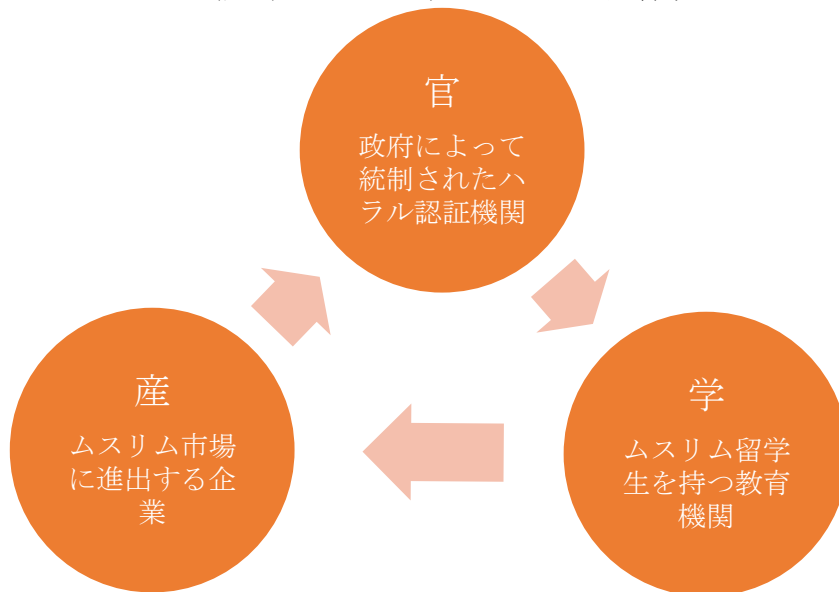 官
政府によって
統制されたハ
ラル認証機関
産
ムスリム市場
に進出する企
業
学
ムスリム留学
生を持つ教育
機関